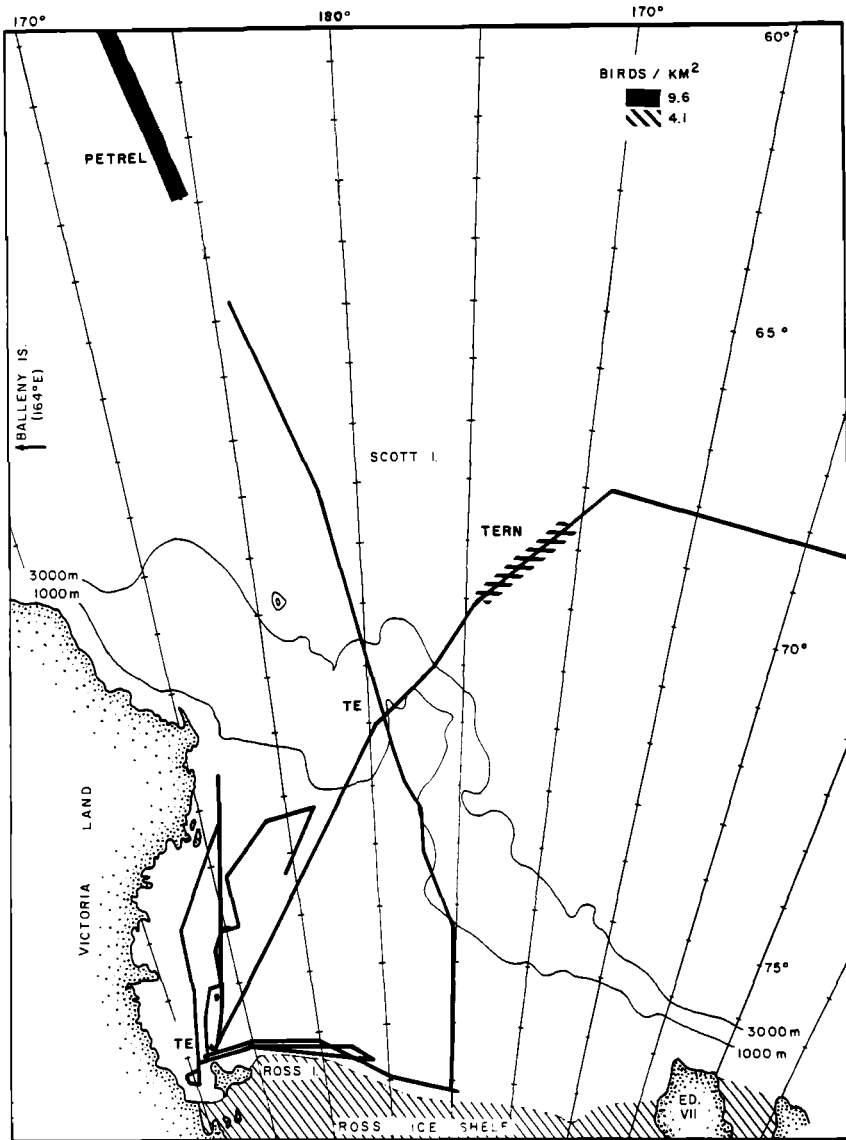 170°
180°
170°
60°
BIRDS / KM²
9.6
4.1
PETREL
65°
BALLENY IS.
(164°E)
SCOTT I.
TERN
3000m
1000m
70°
TE
VICTORIA LAND
75°
3000m
1000m
TE
ROSS I.
ED.
VII
ROSS ICE SHELF